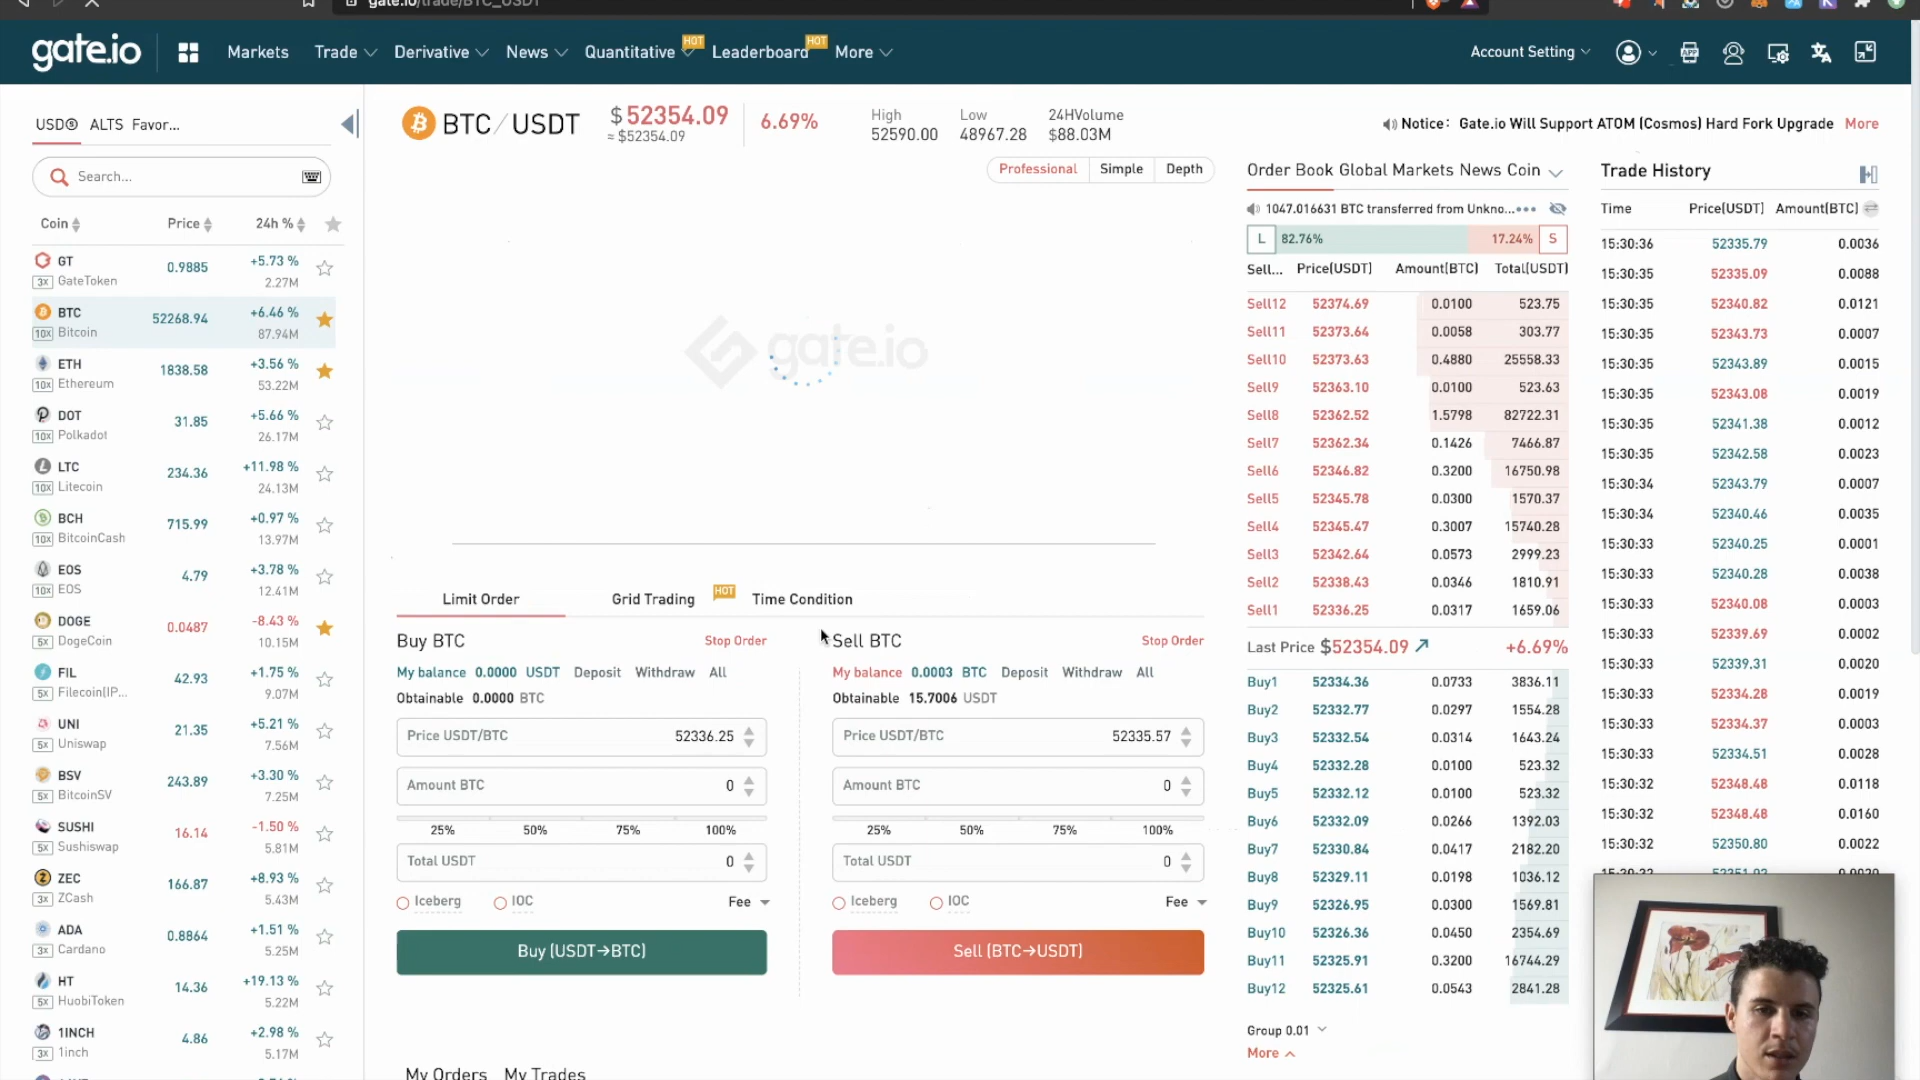 gate.io/trade/BTC_USDT
gate.io
Markets Trade Derivative News Quantitative HOT Leaderboard HOT More
Account Setting
APP
USD ALTS Favor...
Search...
Coin Price 24h %
GT 0.9885 +5.73 %
3X GateToken 2.27M
BTC 52268.94 +6.46 %
10X Bitcoin 87.94M
ETH 1838.58 +3.56 %
10X Ethereum 53.22M
DOT 31.85 +5.66 %
10X Polkadot 26.17M
LTC 234.36 +11.98 %
10X Litecoin 24.13M
BCH 715.99 +0.97 %
10X BitcoinCash 13.97M
EOS 4.79 +3.78 %
10X EOS 12.41M
DOGE 0.0487 -8.43 %
5X DogeCoin 10.15M
FIL 42.93 +1.75 %
5X Filecoin(IP... 9.07M
UNI 21.35 +5.21 %
5X Uniswap 7.56M
BSV 243.89 +3.30 %
5X BitcoinSV 7.25M
SUSHI 16.14 -1.50 %
5X Sushiswap 5.81M
ZEC 166.87 +8.93 %
3X ZCash 5.43M
ADA 0.8864 +1.51 %
3X Cardano 5.25M
HT 14.36 +19.13 %
5X HuobiToken 5.22M
1INCH 4.86 +2.98 %
3X 1inch 5.17M
BTC/USDT
$ 52354.09
≈ $52354.09
6.69%
High Low 24HVolume
52590.00 48967.28 $88.03M
Notice: Gate.io Will Support ATOM (Cosmos) Hard Fork Upgrade More
Professional Simple Depth
gate.io
Limit Order Grid Trading HOT Time Condition
Buy BTC Stop Order
My balance 0.0000 USDT Deposit Withdraw All
Obtainable 0.0000 BTC
Price USDT/BTC 52336.25
Amount BTC 0
25% 50% 75% 100%
Total USDT 0
Iceberg IOC Fee
Buy (USDT→BTC)
Sell BTC Stop Order
My balance 0.0003 BTC Deposit Withdraw All
Obtainable 15.7006 USDT
Price USDT/BTC 52335.57
Amount BTC 0
25% 50% 75% 100%
Total USDT 0
Iceberg IOC Fee
Sell (BTC→USDT)
My Orders My Trades
Order Book Global Markets News Coin
1047.016631 BTC transferred from Unkno...
L 82.76% 17.24% S
Sell... Price(USDT) Amount(BTC) Total(USDT)
Sell12 52374.69 0.0100 523.75
Sell11 52373.64 0.0058 303.77
Sell10 52373.63 0.4880 25558.33
Sell9 52363.10 0.0100 523.63
Sell8 52362.52 1.5798 82722.31
Sell7 52362.34 0.1426 7466.87
Sell6 52346.82 0.3200 16750.98
Sell5 52345.78 0.0300 1570.37
Sell4 52345.47 0.3007 15740.28
Sell3 52342.64 0.0573 2999.23
Sell2 52338.43 0.0346 1810.91
Sell1 52336.25 0.0317 1659.06
Last Price $52354.09 +6.69%
Buy1 52334.36 0.0733 3836.11
Buy2 52332.77 0.0297 1554.28
Buy3 52332.54 0.0314 1643.24
Buy4 52332.28 0.0100 523.32
Buy5 52332.12 0.0100 523.32
Buy6 52332.09 0.0266 1392.03
Buy7 52330.84 0.0417 2182.20
Buy8 52329.11 0.0198 1036.12
Buy9 52326.95 0.0300 1569.81
Buy10 52326.36 0.0450 2354.69
Buy11 52325.91 0.3200 16744.29
Buy12 52325.61 0.0543 2841.28
Group 0.01
More
Trade History
Time Price(USDT) Amount(BTC)
15:30:36 52335.79 0.0036
15:30:35 52335.09 0.0088
15:30:35 52340.82 0.0121
15:30:35 52343.73 0.0007
15:30:35 52343.89 0.0015
15:30:35 52343.08 0.0019
15:30:35 52341.38 0.0012
15:30:35 52342.58 0.0023
15:30:34 52343.79 0.0007
15:30:34 52340.46 0.0035
15:30:33 52340.25 0.0001
15:30:33 52340.28 0.0038
15:30:33 52340.08 0.0003
15:30:33 52339.69 0.0002
15:30:33 52339.31 0.0020
15:30:33 52334.28 0.0019
15:30:33 52334.37 0.0003
15:30:33 52334.51 0.0028
15:30:32 52348.48 0.0118
15:30:32 52348.48 0.0160
15:30:32 52350.80 0.0022